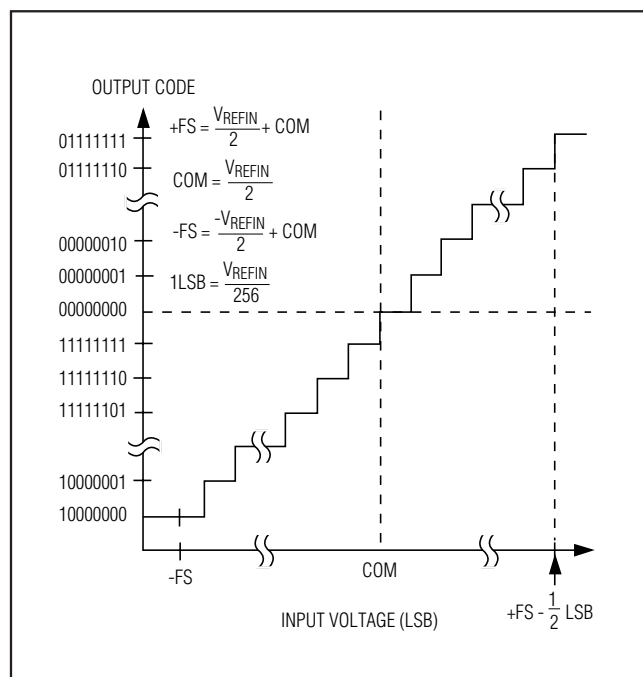 OUTPUT CODE
+FS = V_REFIN/2 + COM
01111111
01111110
COM = V_REFIN/2
-FS = -V_REFIN/2 + COM
00000010
00000001
1LSB = V_REFIN/256
00000000
11111111
11111110
11111101
10000001
10000000
-FS
COM
INPUT VOLTAGE (LSB)
+FS - 1/2 LSB